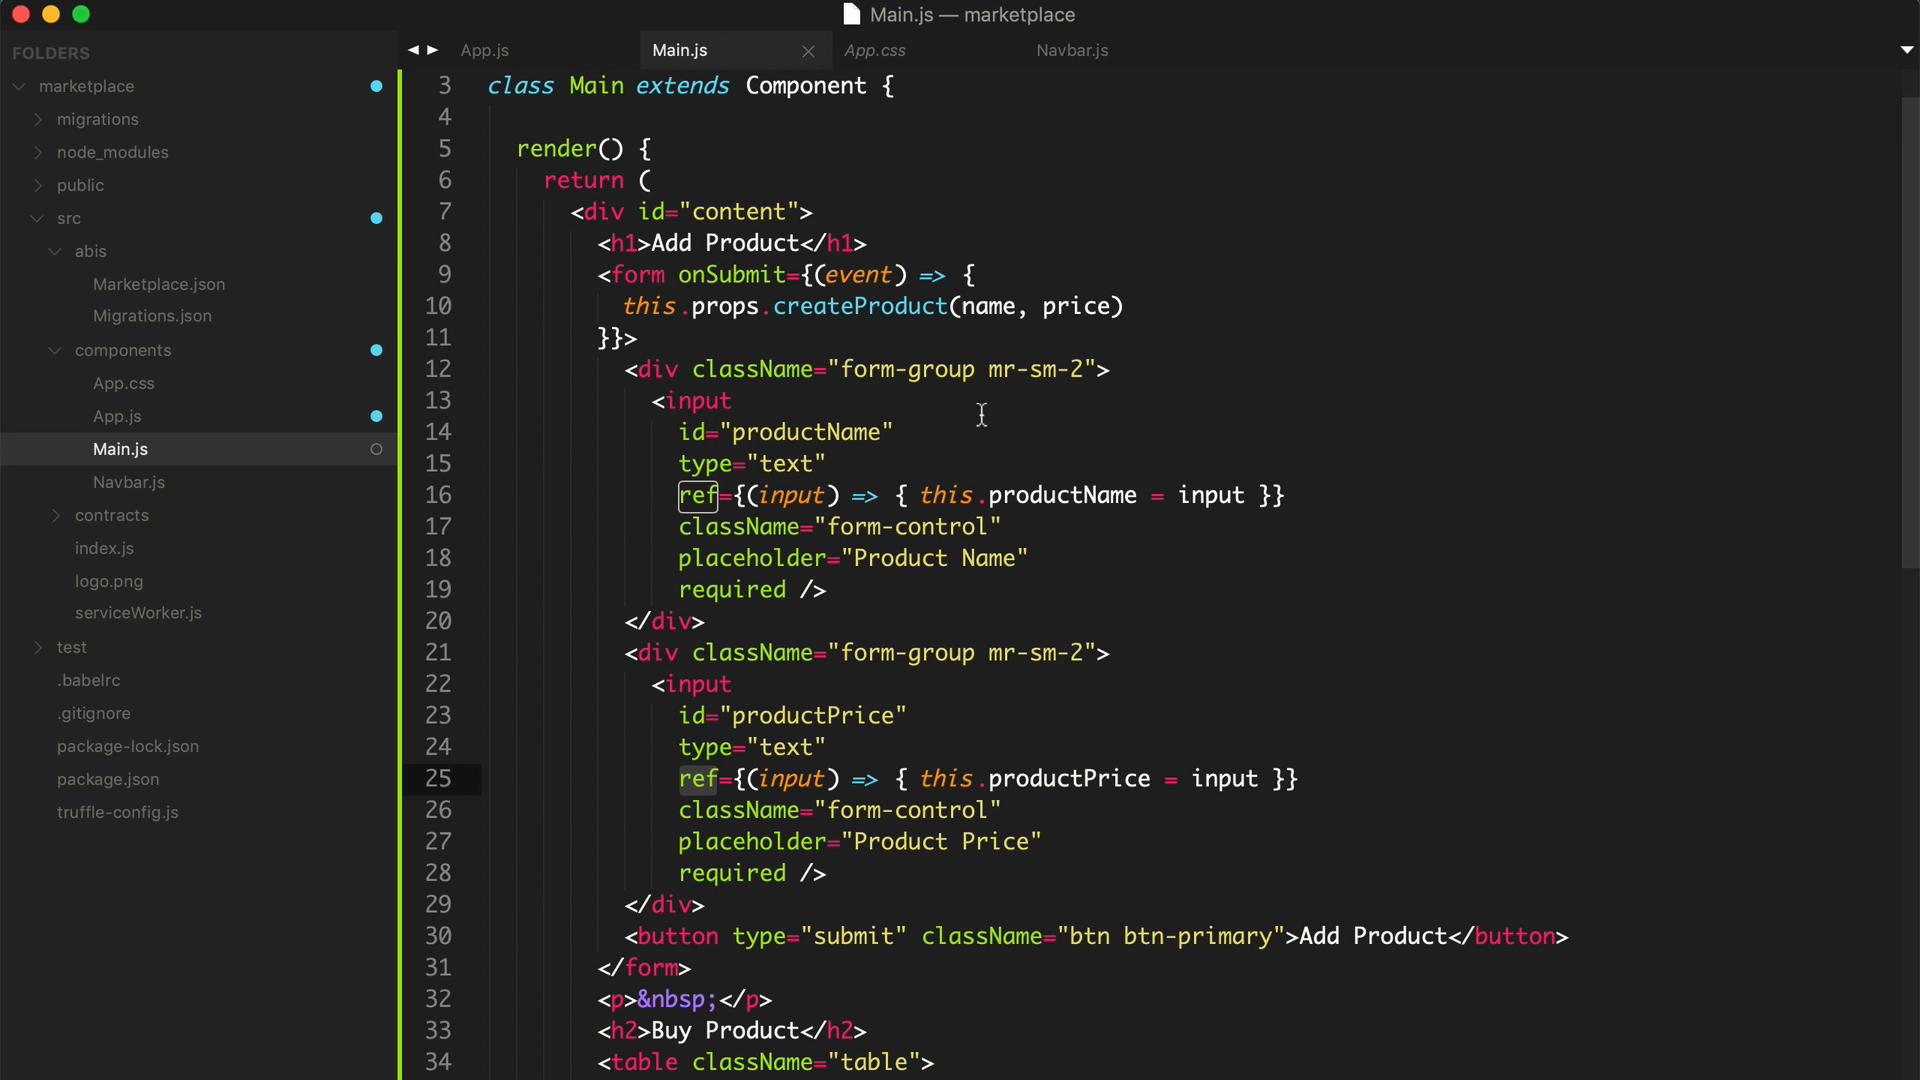 Main.js — marketplace
FOLDERS
marketplace
migrations
node_modules
public
src
abis
Marketplace.json
Migrations.json
components
App.css
App.js
Main.js
Navbar.js
contracts
index.js
logo.png
serviceWorker.js
test
.babelrc
.gitignore
package-lock.json
package.json
truffle-config.js
App.js
Main.js
App.css
Navbar.js
3 class Main extends Component {
4
5 render() {
6 return (
7 <div id="content">
8 <h1>Add Product</h1>
9 <form onSubmit={(event) => {
10 this.props.createProduct(name, price)
11 }}>
12 <div className="form-group mr-sm-2">
13 <input
14 id="productName"
15 type="text"
16 ref={(input) => { this.productName = input }}
17 className="form-control"
18 placeholder="Product Name"
19 required />
20 </div>
21 <div className="form-group mr-sm-2">
22 <input
23 id="productPrice"
24 type="text"
25 ref={(input) => { this.productPrice = input }}
26 className="form-control"
27 placeholder="Product Price"
28 required />
29 </div>
30 <button type="submit" className="btn btn-primary">Add Product</button>
31 </form>
32 <p>&nbsp;</p>
33 <h2>Buy Product</h2>
34 <table className="table">